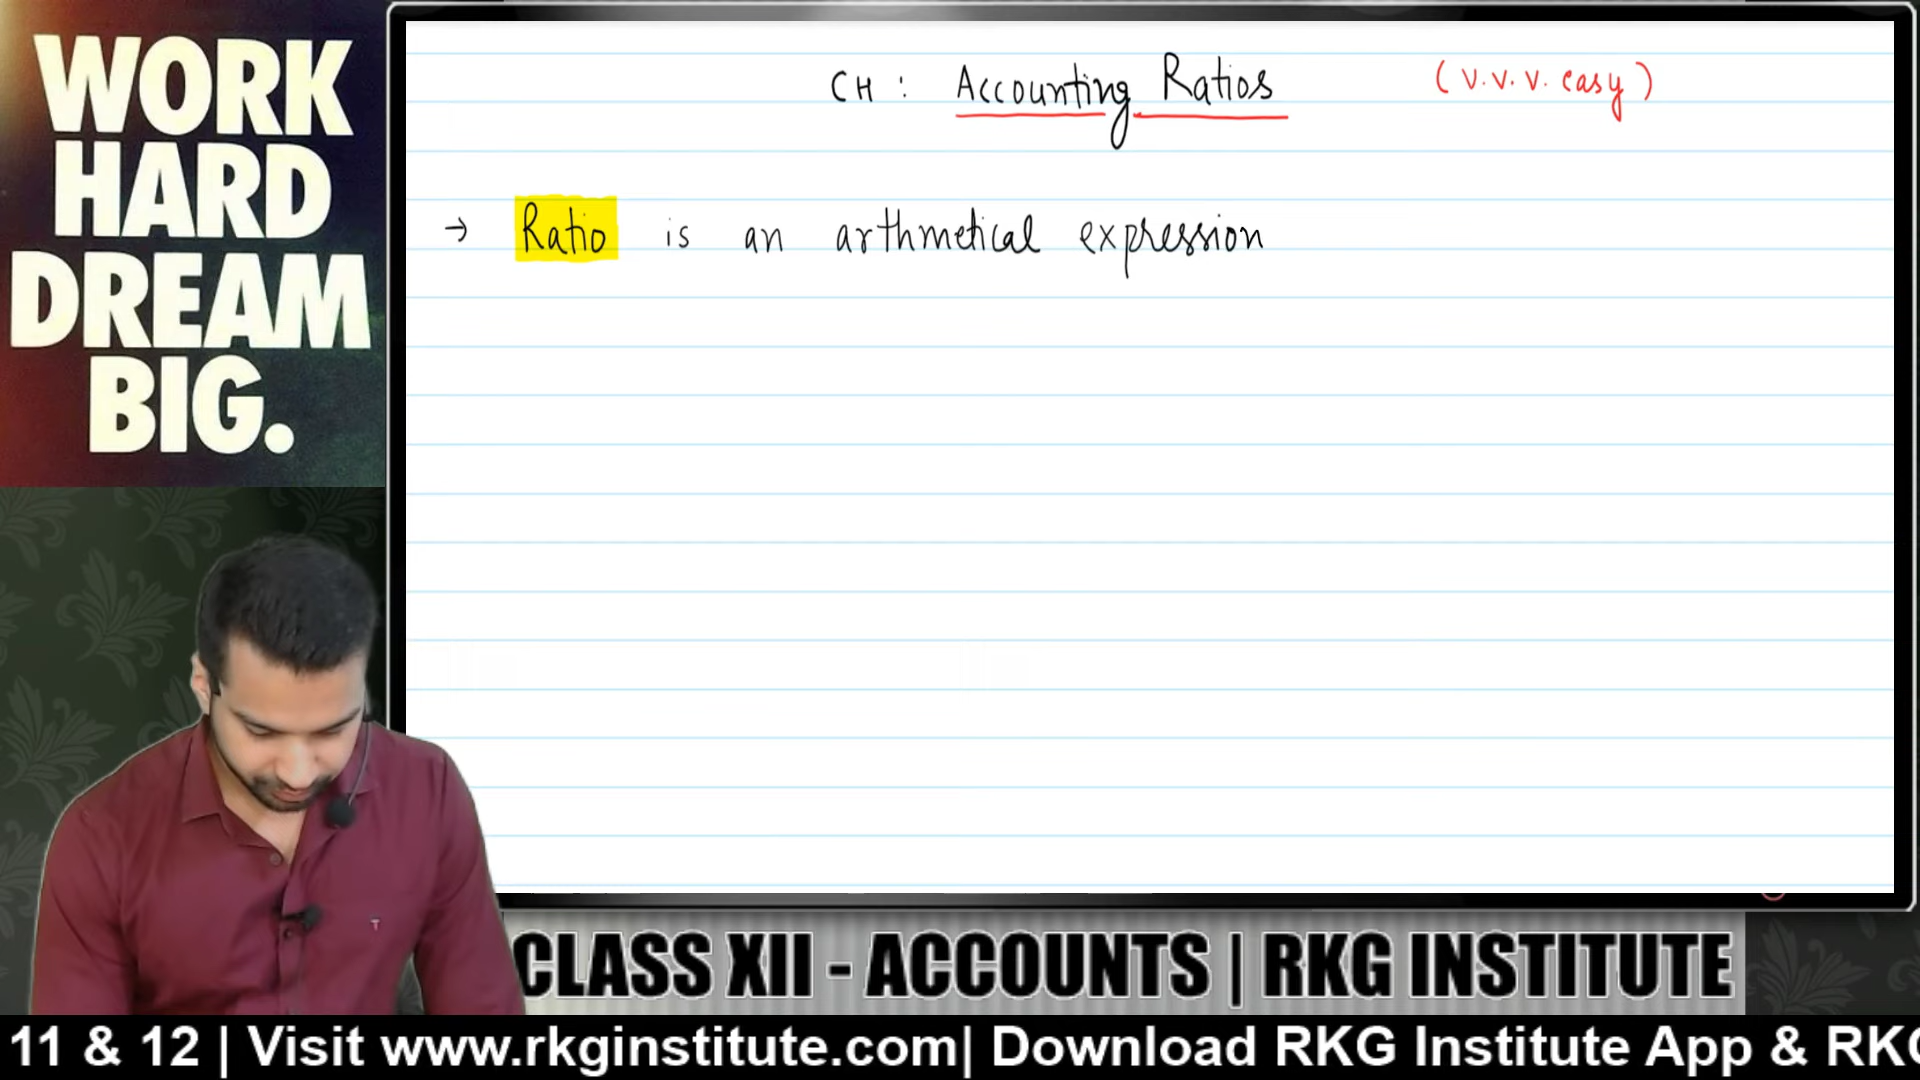 WORK
HARD
DREAM
BIG.
CH : Accounting Ratios (v.v.v. easy)
→ Ratio is an arthmetical expression
CLASS XII - ACCOUNTS | RKG INSTITUTE
11 & 12 | Visit www.rkginstitute.com| Download RKG Institute App & RKG